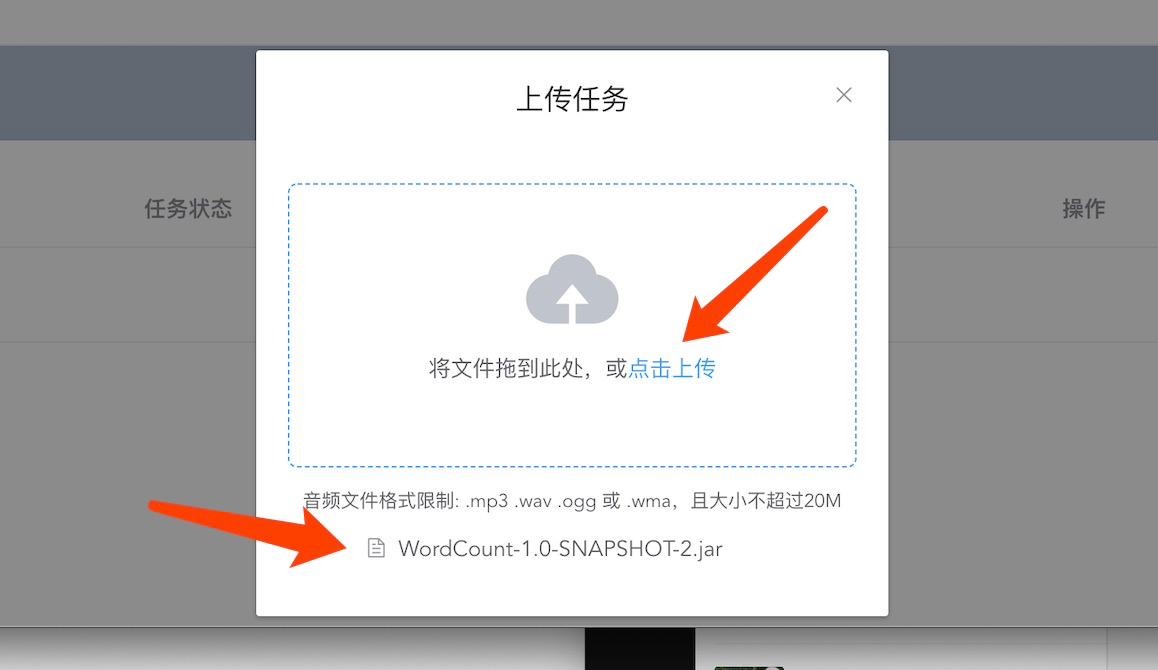 上传任务
任务状态
操作
将文件拖到此处，或点击上传
音频文件格式限制: .mp3 .wav .ogg 或 .wma，且大小不超过20M
WordCount-1.0-SNAPSHOT-2.jar